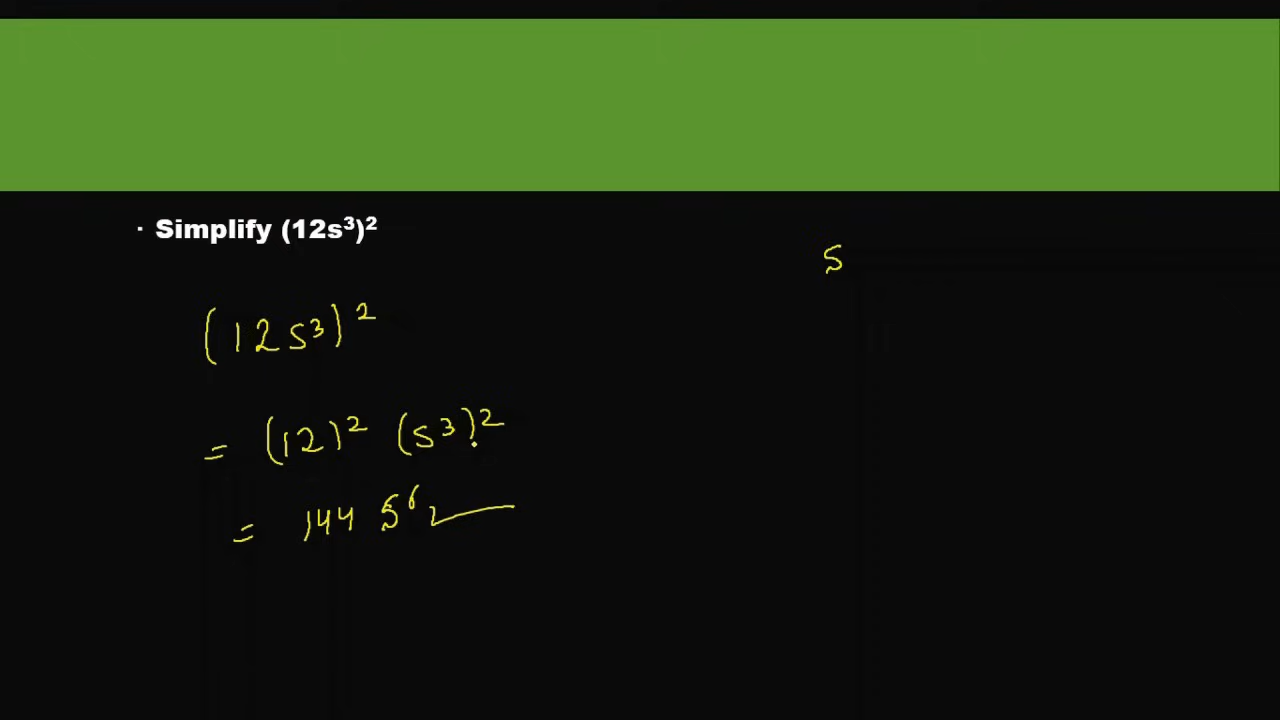 · Simplify (12s³)²
S
(12s³)²
= (12)² (s³)²
= 144 s⁶